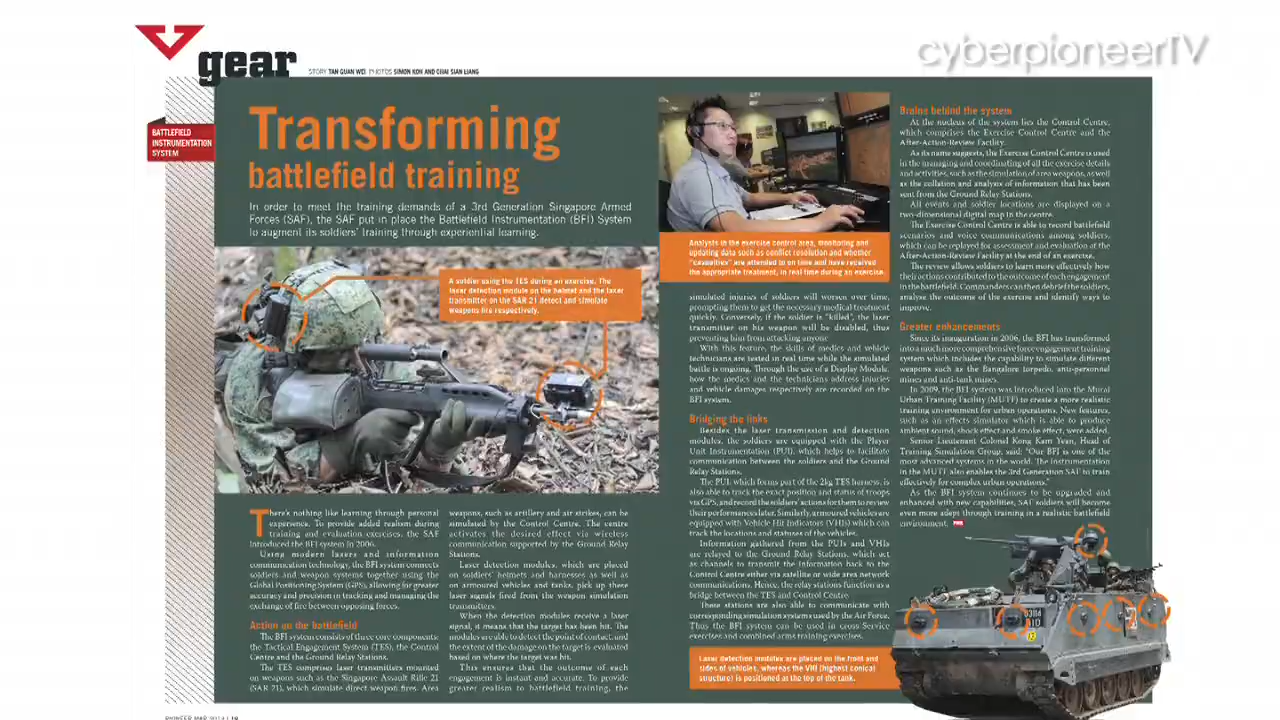 cyberpioneerTV
gear
STORY TAN GUAN WEI PHOTOS SIMON KOH AND CHAI SIAN LIANG
BATTLEFIELD
INSTRUMENTATION
SYSTEM
Transforming
battlefield training
In order to meet the training demands of a 3rd Generation Singapore Armed
Forces (SAF), the SAF put in place the Battlefield Instrumentation (BFI) System
to augment its soldiers' training through experiential learning.
A soldier using the TES during an exercise. The
laser detection module on the helmet and the laser
transmitter on the SAR 21 detect and simulate
weapons fire respectively.
There's nothing like learning through personal
experience. To provide added realism during
training and evaluation exercises, the SAF
introduced the BFI system in 2006.
Using modern lasers and information
communication technology, the BFI system connects
soldiers and weapon systems together using the
Global Positioning System (GPS), allowing for greater
accuracy and precision in tracking and managing the
exchange of fire between opposing forces.
Action on the battlefield
The BFI system consists of three core components:
the Tactical Engagement System (TES), the Control
Centre and the Ground Relay Stations.
The TES comprises laser transmitters mounted
on weapons such as the Singapore Assault Rifle 21
(SAR 21), which simulate direct weapon fires. Area
weapons, such as artillery and air strikes, can be
simulated by the Control Centre. The centre
activates the desired effect via wireless
communication supported by the Ground Relay
Stations.
Laser detection modules, which are placed
on soldiers' helmets and harnesses as well as
on armoured vehicles and tanks, pick up these
laser signals fired from the weapon simulation
transmitters.
When the detection modules receive a laser
signal, it means that the target has been hit. The
modules are able to detect the point of contact, and
the extent of the damage on the target is evaluated
based on where the target was hit.
This ensures that the outcome of each
engagement is instant and accurate. To provide
greater realism to battlefield training, the
Analysts in the exercise control area, monitoring and
updating data such as conflict resolution and whether
"casualties" are attended to on time and have received
the appropriate treatment, in real time during an exercise.
simulated injuries of soldiers will worsen over time,
prompting them to get the necessary medical treatment
quickly. Conversely, if the soldier is "killed", the laser
transmitter on his weapon will be disabled, thus
preventing him from attacking anyone
With this feature, the skills of medics and vehicle
technicians are tested in real time while the simulated
battle is ongoing. Through the use of a Display Module,
how the medics and the technicians address injuries
and vehicle damages respectively are recorded on the
BFI system.
Bridging the links
Besides the laser transmission and detection
modules, the soldiers are equipped with the Player
Unit Instrumentation (PUI), which helps to facilitate
communication between the soldiers and the Ground
Relay Stations.
The PUI, which forms part of the 2kg TES harness, is
also able to track the exact position and status of troops
via GPS, and record the soldiers' actions for them to review
their performances later. Similarly, armoured vehicles are
equipped with Vehicle Hit Indicators (VHIs) which can
track the locations and statuses of the vehicles.
Information gathered from the PUIs and VHIs
are relayed to the Ground Relay Stations, which act
as channels to transmit the information back to the
Control Centre either via satellite or wide area network
communications. Hence, the relay stations function as a
bridge between the TES and Control Centre.
These stations are also able to communicate with
corresponding simulation systems used by the Air Force.
Thus the BFI system can be used in cross Service
exercises and combined arms training exercises.
Laser detection modules are placed on the front and
sides of vehicles, whereas the VHI (highest conical
structure) is positioned at the top of the tank.
Brains behind the system
At the nucleus of the system lies the Control Centre,
which comprises the Exercise Control Centre and the
After-Action-Review Facility.
As its name suggests, the Exercise Control Centre is used
in the managing and coordinating of all the exercise details
and activities, such as the simulation of area weapons, as well
as the collation and analysis of information that has been
sent from the Ground Relay Stations.
All events and soldier locations are displayed on a
two-dimensional digital map in the centre.
The Exercise Control Centre is able to record battlefield
scenarios and voice communications among soldiers,
which can be replayed for assessment and evaluation at the
After-Action-Review Facility at the end of an exercise.
The review allows soldiers to learn more effectively how
their actions contributed to the outcome of each engagement
in the battlefield. Commanders can then debrief the soldiers,
analyse the outcome of the exercise and identify ways to
improve.
Greater enhancements
Since its inauguration in 2006, the BFI has transformed
into a much more comprehensive force engagement training
system which includes the capability to simulate different
weapons such as the Bangalore torpedo, anti-personnel
mines and anti-tank mines.
In 2009, the BFI system was introduced into the Murai
Urban Training Facility (MUTF) to create a more realistic
training environment for urban operations. New features,
such as an effects simulator which is able to produce
ambient sound, shock effect and smoke effect, were added.
Senior Lieutenant Colonel Kong Kam Yean, Head of
Training Simulation Group, said: "Our BFI is one of the
most advanced systems in the world. The instrumentation
in the MUTF also enables the 3rd Generation SAF to train
effectively for complex urban operations."
As the BFI system continues to be upgraded and
enhanced with new capabilities, SAF soldiers will become
even more adept through training in a realistic battlefield
environment.